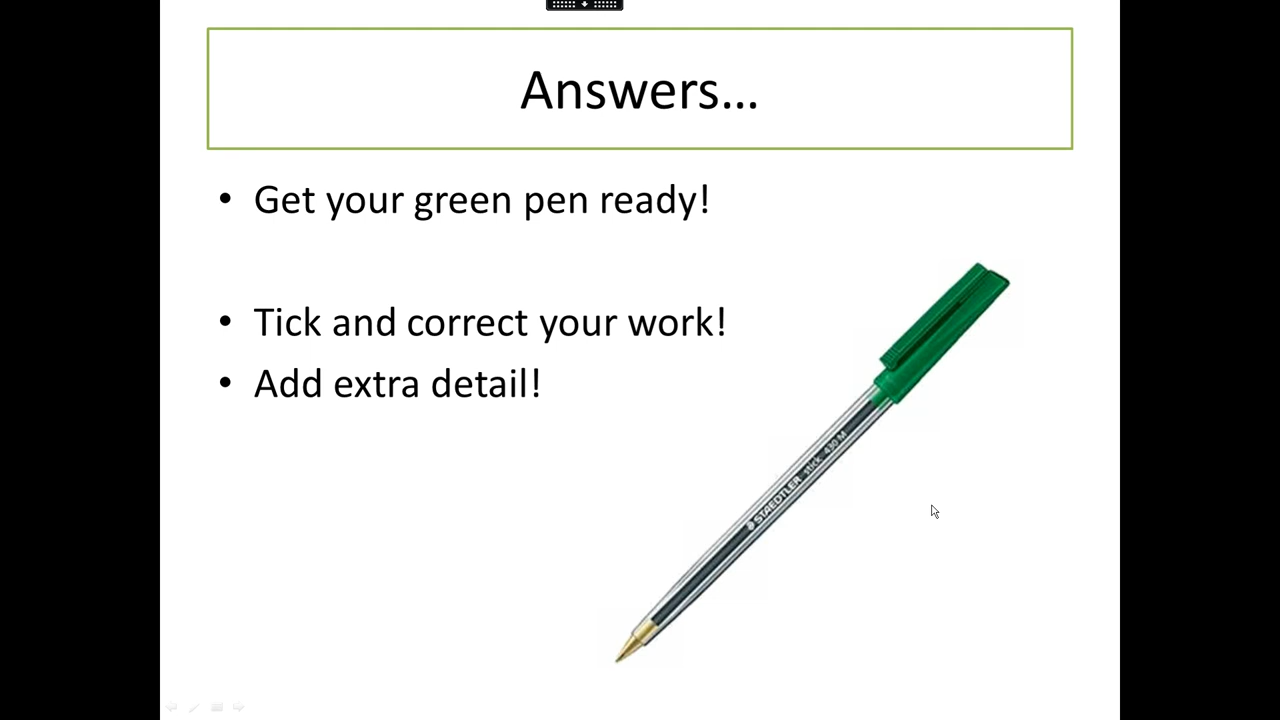 Answers…
• Get your green pen ready!
• Tick and correct your work!
• Add extra detail!
STAEDTLER stick 430 M